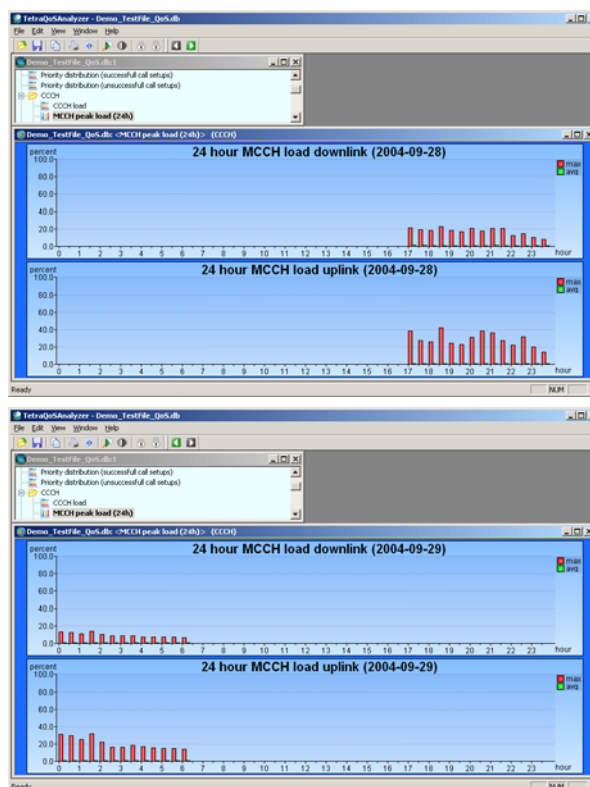 TetraQoSAnalyzer - Demo_TestFile_QoS.db
File Edit View Window Help
Demo_TestFile_QoS.db:1
Priority distribution (successful call setups)
Priority distribution (unsuccessful call setups)
CCCH
CCCH load
MCCH peak load (24h)
Demo_TestFile_QoS.db: <MCCH peak load (24h)> (CCCH)
24 hour MCCH load downlink (2004-09-28)
percent
max
avg
100.0
80.0
60.0
40.0
20.0
0.0
0 1 2 3 4 5 6 7 8 9 10 11 12 13 14 15 16 17 18 19 20 21 22 23 hour
24 hour MCCH load uplink (2004-09-28)
percent
max
avg
100.0
80.0
60.0
40.0
20.0
0.0
0 1 2 3 4 5 6 7 8 9 10 11 12 13 14 15 16 17 18 19 20 21 22 23 hour
Ready NUM
TetraQoSAnalyzer - Demo_TestFile_QoS.db
File Edit View Window Help
Demo_TestFile_QoS.db:1
Priority distribution (successful call setups)
Priority distribution (unsuccessful call setups)
CCCH
CCCH load
MCCH peak load (24h)
Demo_TestFile_QoS.db: <MCCH peak load (24h)> (CCCH)
24 hour MCCH load downlink (2004-09-29)
percent
max
avg
100.0
80.0
60.0
40.0
20.0
0.0
0 1 2 3 4 5 6 7 8 9 10 11 12 13 14 15 16 17 18 19 20 21 22 23 hour
24 hour MCCH load uplink (2004-09-29)
percent
max
avg
100.0
80.0
60.0
40.0
20.0
0.0
0 1 2 3 4 5 6 7 8 9 10 11 12 13 14 15 16 17 18 19 20 21 22 23 hour
Ready NUM